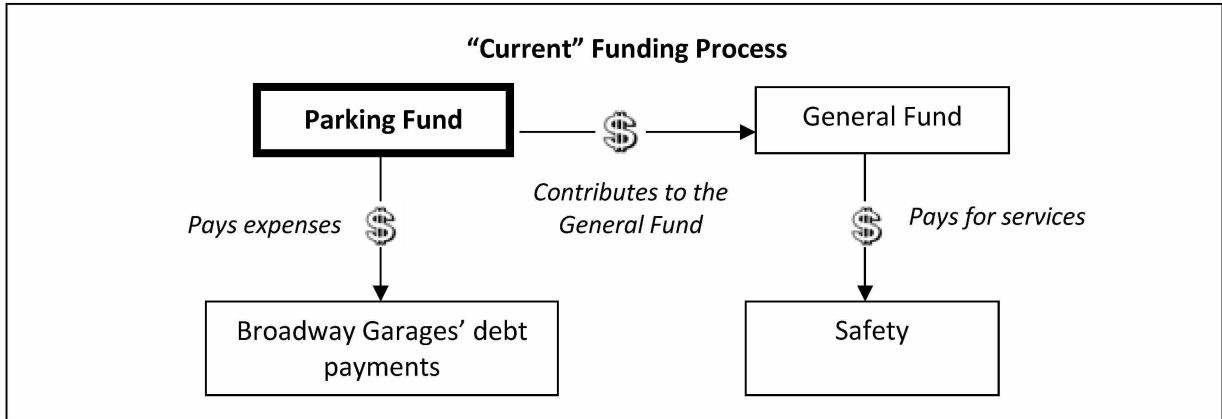 “Current” Funding Process
Parking Fund
$
General Fund
Contributes to the
General Fund
Pays expenses
$
$
Pays for services
Broadway Garages’ debt
payments
Safety